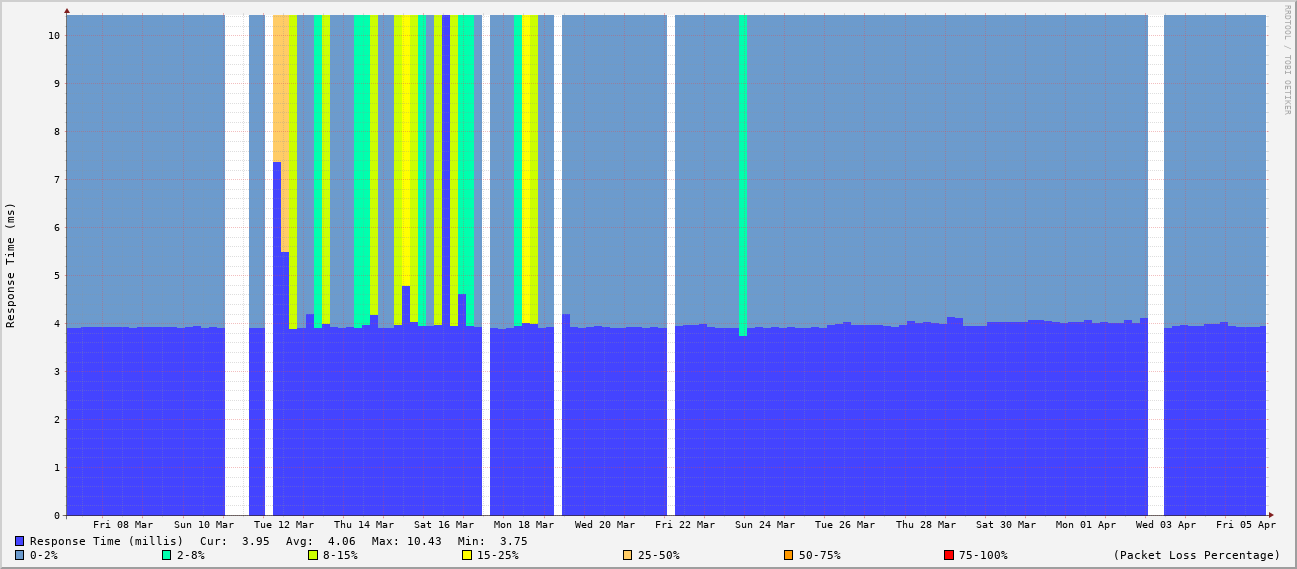 RRDTOOL / TOBI OETIKER
Response Time (ms)
10
9
8
7
6
5
4
3
2
1
0
Fri 08 Mar Sun 10 Mar Tue 12 Mar Thu 14 Mar Sat 16 Mar Mon 18 Mar Wed 20 Mar Fri 22 Mar Sun 24 Mar Tue 26 Mar Thu 28 Mar Sat 30 Mar Mon 01 Apr Wed 03 Apr Fri 05 Apr
Response Time (millis) Cur: 3.95 Avg: 4.06 Max: 10.43 Min: 3.75
0-2% 2-8% 8-15% 15-25% 25-50% 50-75% 75-100% (Packet Loss Percentage)